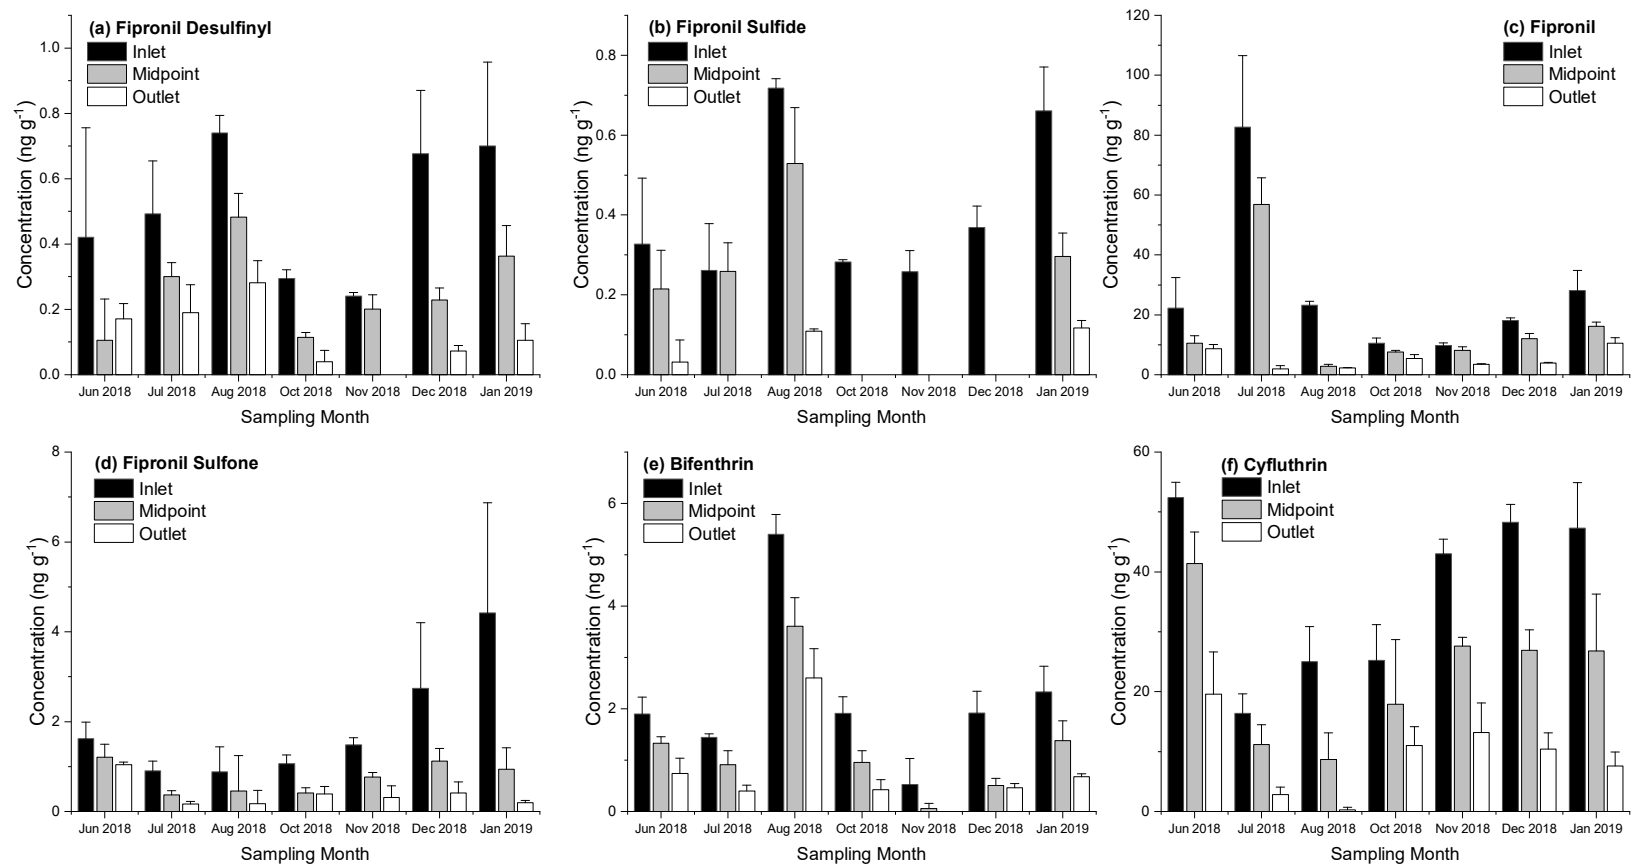 (a) Fipronil Desulfinyl
Inlet
Midpoint
Outlet
1.0
0.8
0.6
0.4
0.2
0.0
Concentration (ng g-1)
Jun 2018 Jul 2018 Aug 2018 Oct 2018 Nov 2018 Dec 2018 Jan 2019
Sampling Month
(b) Fipronil Sulfide
Inlet
Midpoint
Outlet
0.8
0.6
0.4
0.2
0.0
Concentration (ng g-1)
Jun 2018 Jul 2018 Aug 2018 Oct 2018 Nov 2018 Dec 2018 Jan 2019
Sampling Month
(c) Fipronil
Inlet
Midpoint
Outlet
120
100
80
60
40
20
0
Concentration (ng g-1)
Jun 2018 Jul 2018 Aug 2018 Oct 2018 Nov 2018 Dec 2018 Jan 2019
Sampling Month
(d) Fipronil Sulfone
Inlet
Midpoint
Outlet
8
6
4
2
0
Concentration (ng g-1)
Jun 2018 Jul 2018 Aug 2018 Oct 2018 Nov 2018 Dec 2018 Jan 2019
Sampling Month
(e) Bifenthrin
Inlet
Midpoint
Outlet
6
4
2
0
Concentration (ng g-1)
Jun 2018 Jul 2018 Aug 2018 Oct 2018 Nov 2018 Dec 2018 Jan 2019
Sampling Month
(f) Cyfluthrin
Inlet
Midpoint
Outlet
60
40
20
0
Concentration (ng g-1)
Jun 2018 Jul 2018 Aug 2018 Oct 2018 Nov 2018 Dec 2018 Jan 2019
Sampling Month